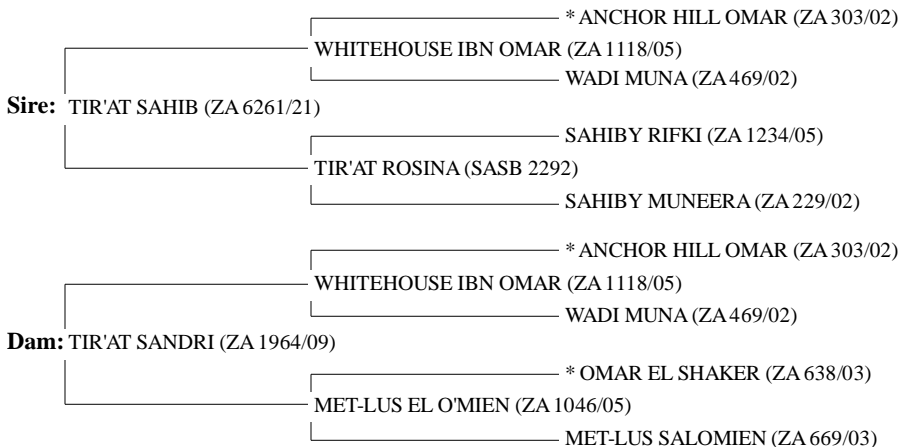 * ANCHOR HILL OMAR (ZA 303/02)
WHITEHOUSE IBN OMAR (ZA 1118/05)
WADI MUNA (ZA 469/02)
Sire: TIR'AT SAHIB (ZA 6261/21)
SAHIBY RIFKI (ZA 1234/05)
TIR'AT ROSINA (SASB 2292)
SAHIBY MUNEERA (ZA 229/02)
* ANCHOR HILL OMAR (ZA 303/02)
WHITEHOUSE IBN OMAR (ZA 1118/05)
WADI MUNA (ZA 469/02)
Dam: TIR'AT SANDRI (ZA 1964/09)
* OMAR EL SHAKER (ZA 638/03)
MET-LUS EL O'MIEN (ZA 1046/05)
MET-LUS SALOMIEN (ZA 669/03)